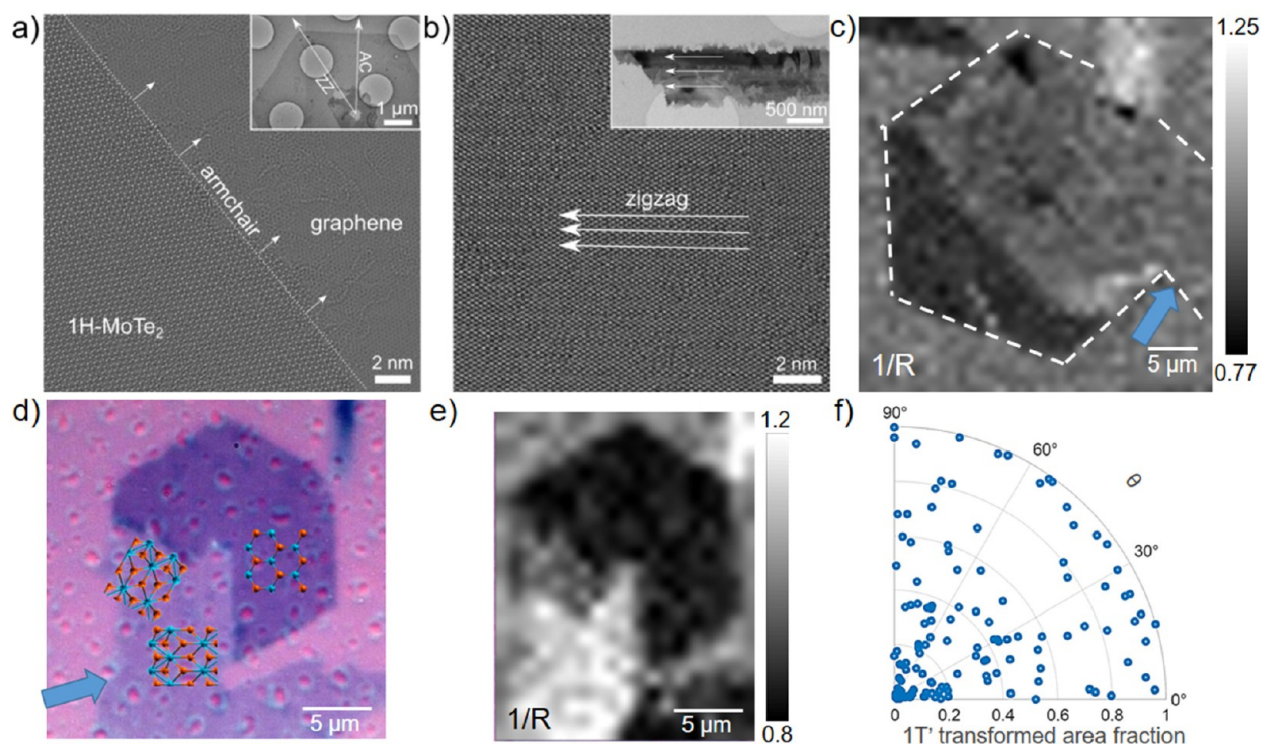 a)
armchair
graphene
1H-MoTe2
2 nm
ZZ
AC
1 µm
b)
zigzag
2 nm
500 nm
c)
1.25
0.77
1/R
5 µm
d)
5 µm
e)
1.2
0.8
1/R
5 µm
f)
90°
60°
30°
0°
0 0.2 0.4 0.6 0.8 1
1T' transformed area fraction